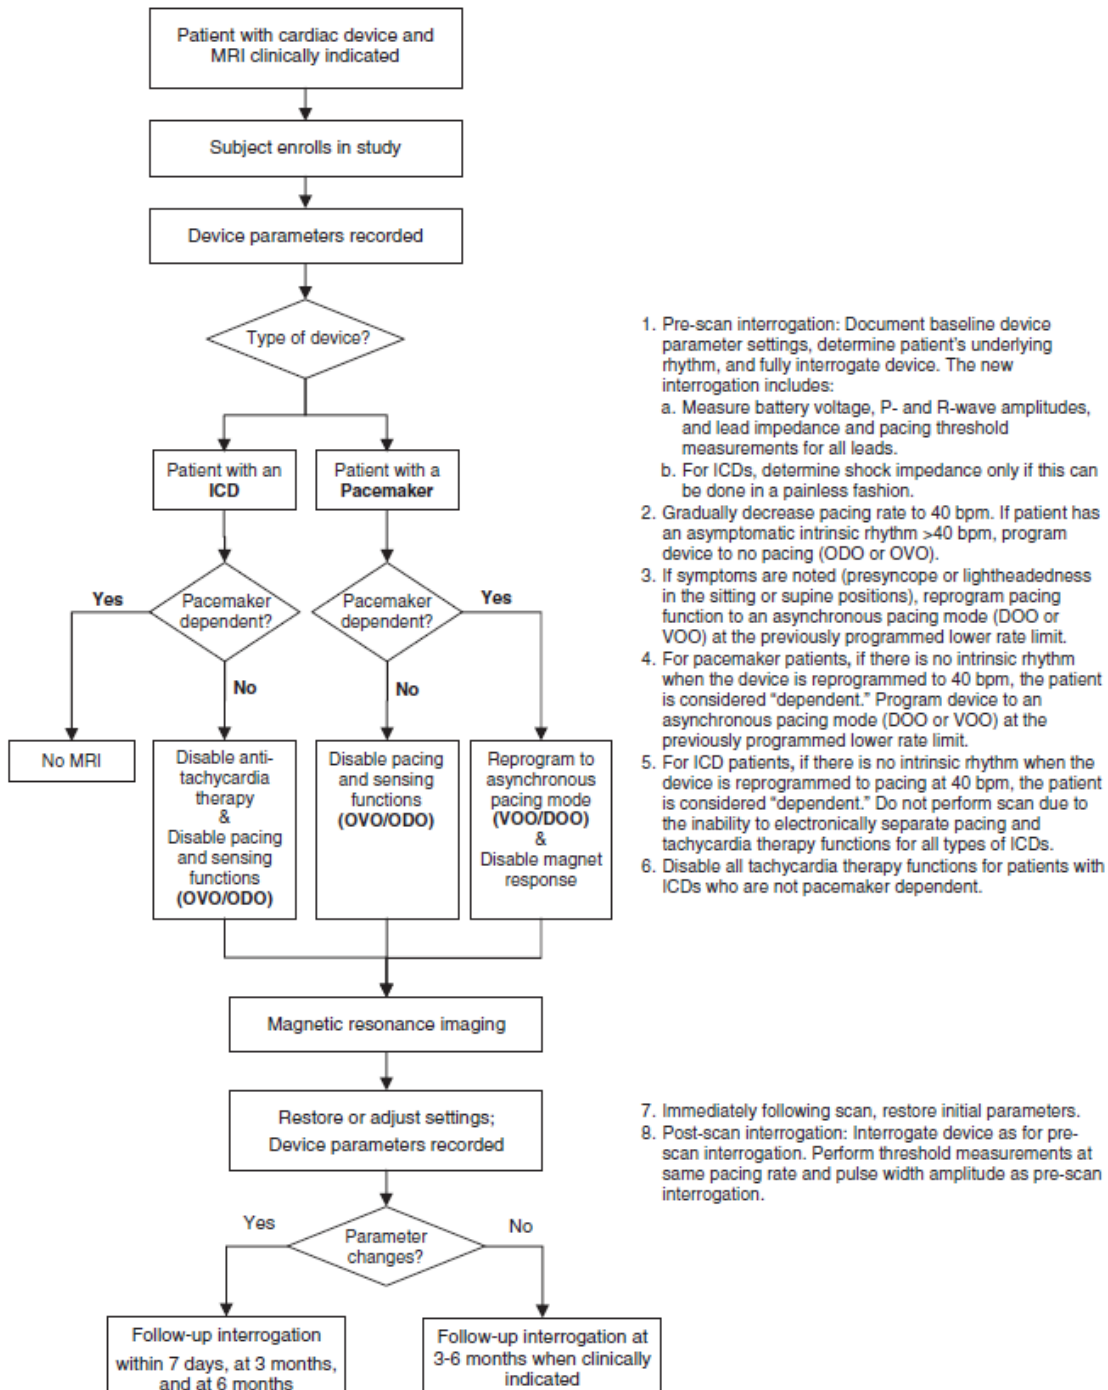 Patient with cardiac device and
MRI clinically indicated
Subject enrolls in study
Device parameters recorded
Type of device?
Patient with an
ICD
Patient with a
Pacemaker
Yes
Pacemaker
dependent?
No
Pacemaker
dependent?
Yes
No
No MRI
Disable anti-
tachycardia
therapy
&
Disable pacing
and sensing
functions
(OVO/ODO)
Disable pacing
and sensing
functions
(OVO/ODO)
Reprogram to
asynchronous
pacing mode
(VOO/DOO)
&
Disable magnet
response
Magnetic resonance imaging
Restore or adjust settings;
Device parameters recorded
Parameter
changes?
Yes
No
Follow-up interrogation
within 7 days, at 3 months,
and at 6 months
Follow-up interrogation at
3-6 months when clinically
indicated
1. Pre-scan interrogation: Document baseline device
parameter settings, determine patient's underlying
rhythm, and fully interrogate device. The new
interrogation includes:
a. Measure battery voltage, P- and R-wave amplitudes,
and lead impedance and pacing threshold
measurements for all leads.
b. For ICDs, determine shock impedance only if this can
be done in a painless fashion.
2. Gradually decrease pacing rate to 40 bpm. If patient has
an asymptomatic intrinsic rhythm >40 bpm, program
device to no pacing (ODO or OVO).
3. If symptoms are noted (presyncope or lightheadedness
in the sitting or supine positions), reprogram pacing
function to an asynchronous pacing mode (DOO or
VOO) at the previously programmed lower rate limit.
4. For pacemaker patients, if there is no intrinsic rhythm
when the device is reprogrammed to 40 bpm, the patient
is considered “dependent.” Program device to an
asynchronous pacing mode (DOO or VOO) at the
previously programmed lower rate limit.
5. For ICD patients, if there is no intrinsic rhythm when the
device is reprogrammed to pacing at 40 bpm, the patient
is considered “dependent.” Do not perform scan due to
the inability to electronically separate pacing and
tachycardia therapy functions for all types of ICDs.
6. Disable all tachycardia therapy functions for patients with
ICDs who are not pacemaker dependent.
7. Immediately following scan, restore initial parameters.
8. Post-scan interrogation: Interrogate device as for pre-
scan interrogation. Perform threshold measurements at
same pacing rate and pulse width amplitude as pre-scan
interrogation.